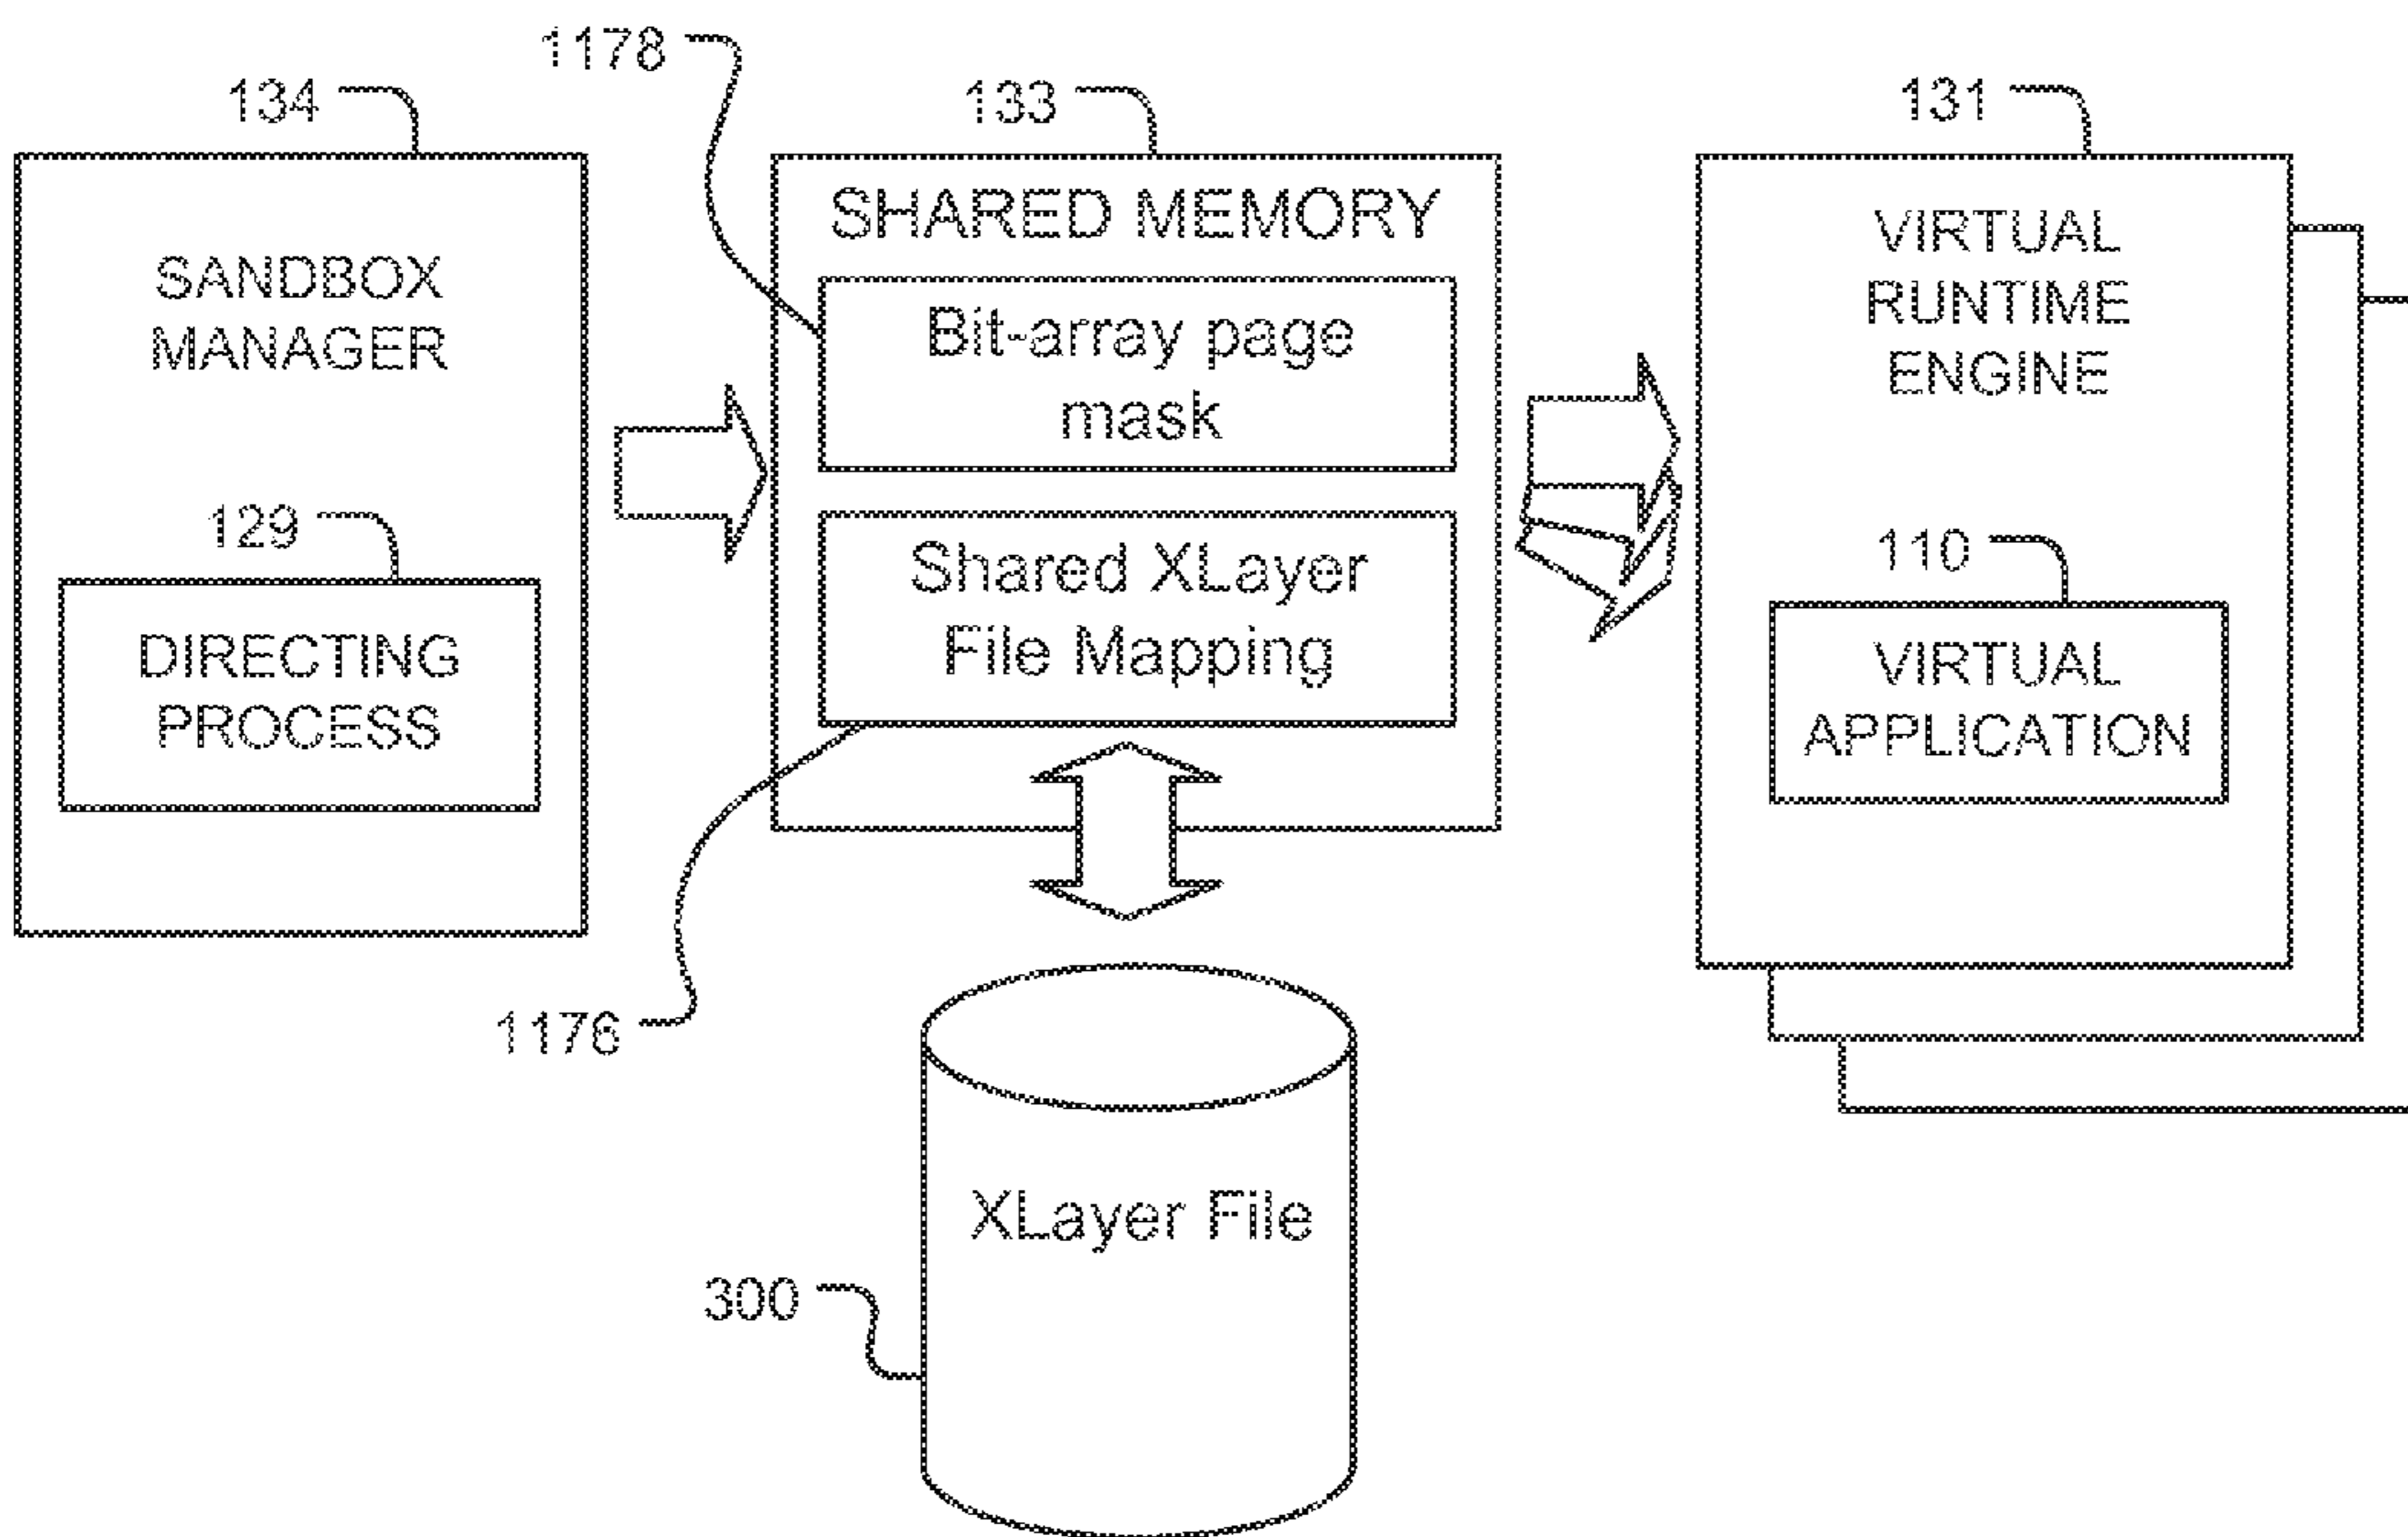 1178
134
133
131
SANDBOX
MANAGER
129
DIRECTING
PROCESS
SHARED MEMORY
Bit-array page
mask
Shared XLayer
File Mapping
1176
VIRTUAL
RUNTIME
ENGINE
110
VIRTUAL
APPLICATION
XLayer File
300